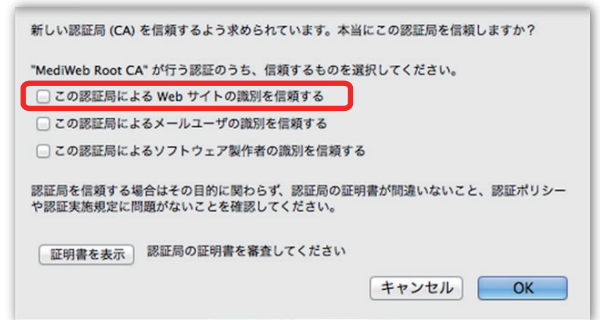 新しい認証局 (CA) を信頼するよう求められています。本当にこの認証局を信頼しますか？
"MediWeb Root CA" が行う認証のうち、信頼するものを選択してください。
この認証局による Web サイトの識別を信頼する
この認証局によるメールユーザの識別を信頼する
この認証局によるソフトウェア製作者の識別を信頼する
認証局を信頼する場合はその目的に関わらず、認証局の証明書が間違いないこと、認証ポリシー
や認証実施規定に問題がないことを確認してください。
証明書を表示 認証局の証明書を審査してください
キャンセル OK